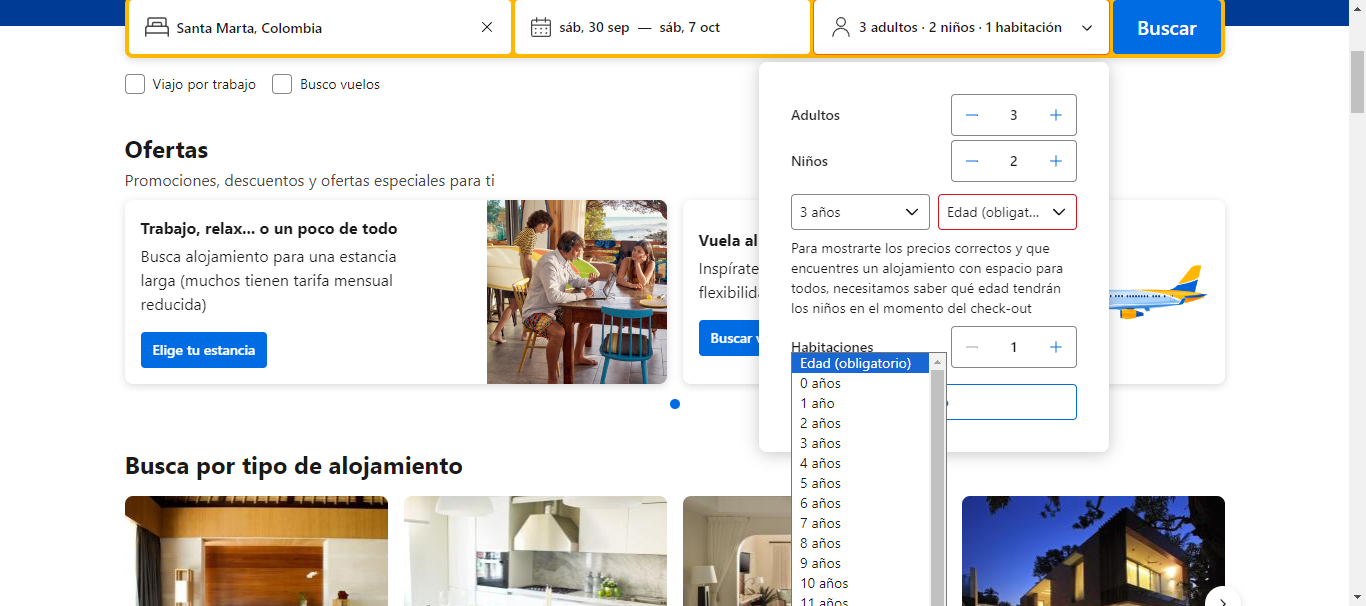 Santa Marta, Colombia
sáb, 30 sep — sáb, 7 oct
3 adultos · 2 niños · 1 habitación
Buscar
Viajo por trabajo
Busco vuelos
Ofertas
Promociones, descuentos y ofertas especiales para ti
Trabajo, relax... o un poco de todo
Busca alojamiento para una estancia
larga (muchos tienen tarifa mensual
reducida)
Elige tu estancia
Vuela al
Inspírate
Buscar
Adultos
3
Niños
2
3 años
Edad (obligat...
Para mostrarte los precios correctos y que
encuentres un alojamiento con espacio para
todos, necesitamos saber qué edad tendrán
los niños en el momento del check-out
Habitaciones
1
Edad (obligatorio)
0 años
1 año
2 años
3 años
4 años
5 años
6 años
7 años
8 años
9 años
10 años
11 años
Busca por tipo de alojamiento